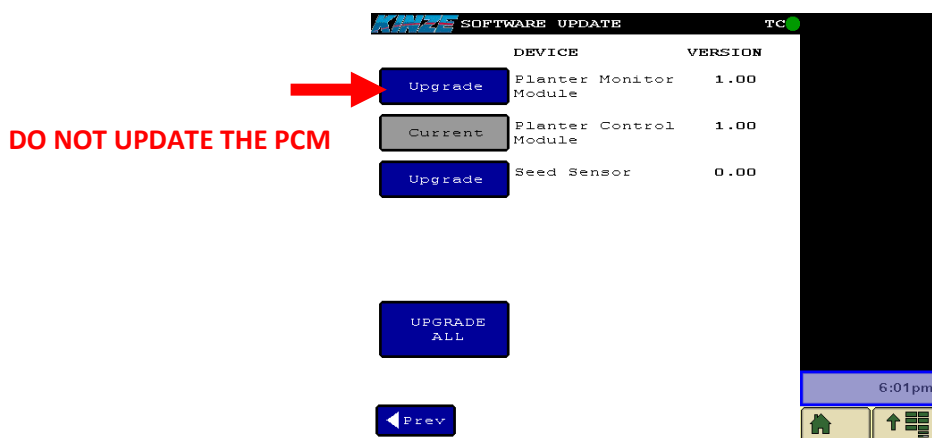 KINZE SOFTWARE UPDATE TC
DEVICE VERSION
Upgrade Planter Monitor Module 1.00
DO NOT UPDATE THE PCM
Current Planter Control Module 1.00
Upgrade Seed Sensor 0.00
UPGRADE
ALL
6:01pm
Prev